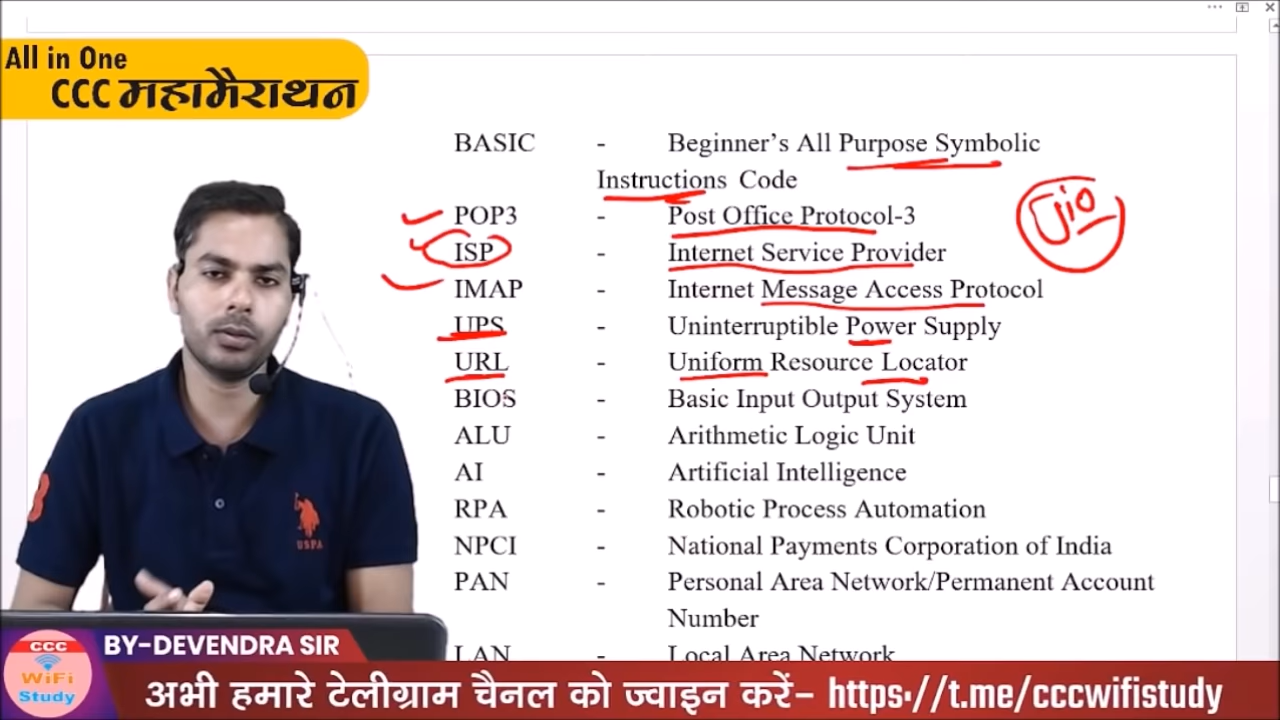 All in One
CCC महामैराथन
BASIC - Beginner's All Purpose Symbolic
Instructions Code
POP3 - Post Office Protocol-3
Jio
ISP - Internet Service Provider
IMAP - Internet Message Access Protocol
UPS - Uninterruptible Power Supply
URL - Uniform Resource Locator
BIOS - Basic Input Output System
ALU - Arithmetic Logic Unit
AI - Artificial Intelligence
RPA - Robotic Process Automation
NPCI - National Payments Corporation of India
PAN - Personal Area Network/Permanent Account
Number
LAN - Local Area Network
3
USPA
BY-DEVENDRA SIR
CCC
WiFi
Study
अभी हमारे टेलीग्राम चैनल को ज्वाइन करें- https://t.me/cccwifistudy